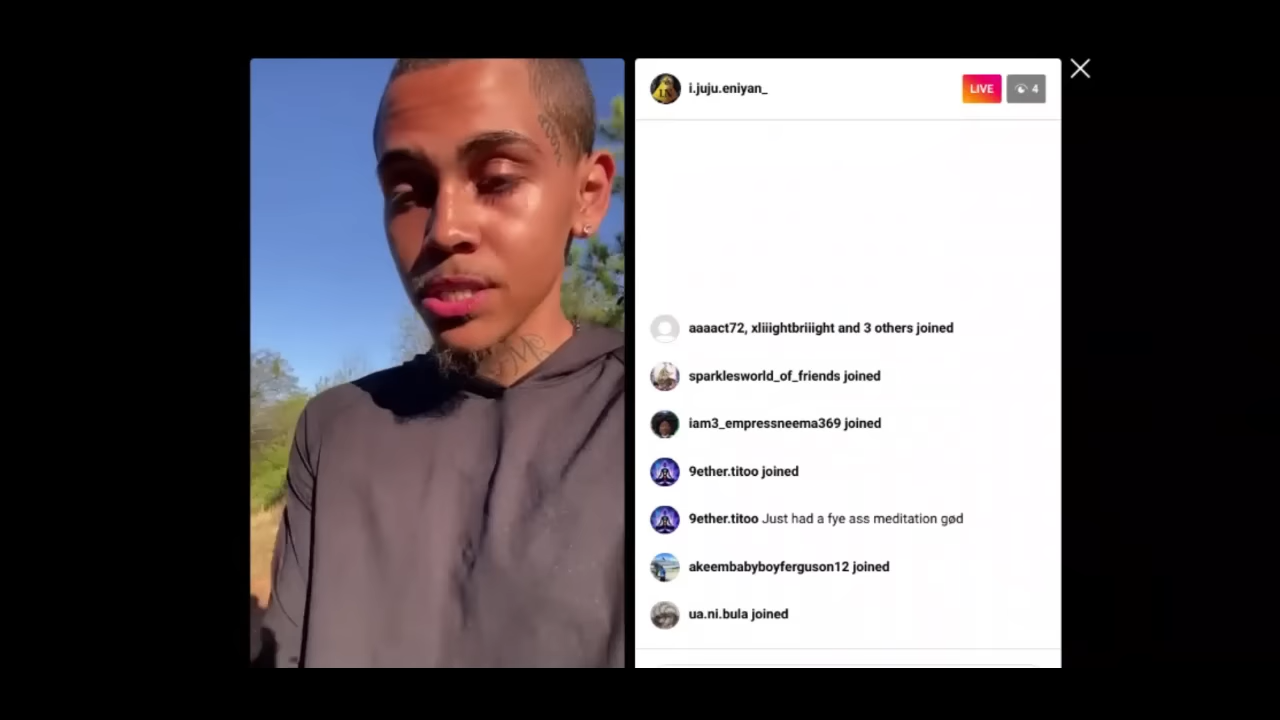 i.juju.eniyan_
LIVE
4
aaaact72, xliiightbriiight and 3 others joined
sparklesworld_of_friends joined
iam3_empressneema369 joined
9ether.titoo joined
9ether.titoo Just had a fye ass meditation gød
akeembabyboyferguson12 joined
ua.ni.bula joined